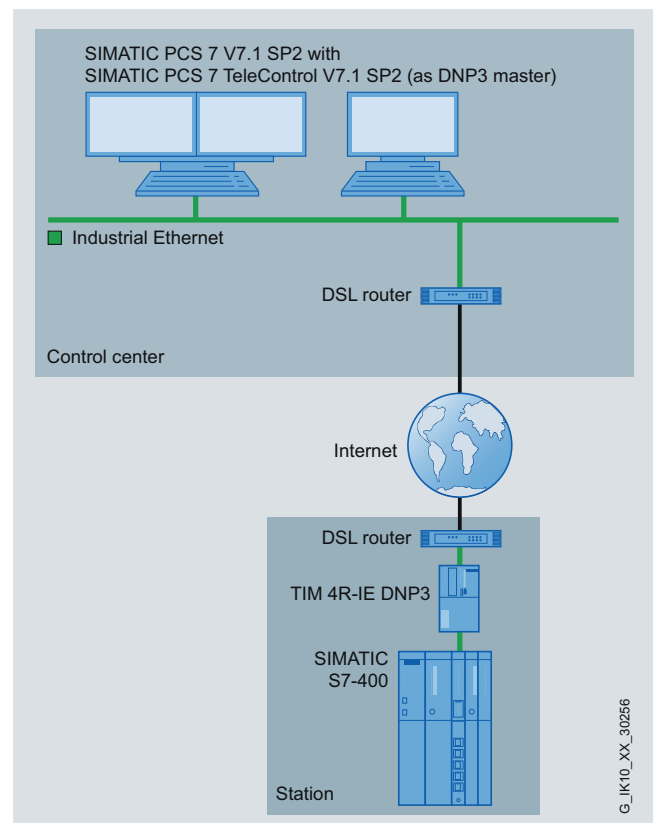 SIMATIC PCS 7 V7.1 SP2 with
SIMATIC PCS 7 TeleControl V7.1 SP2 (as DNP3 master)
Industrial Ethernet
DSL router
Control center
Internet
DSL router
TIM 4R-IE DNP3
SIMATIC
S7-400
Station
G_IK10_XX_30256